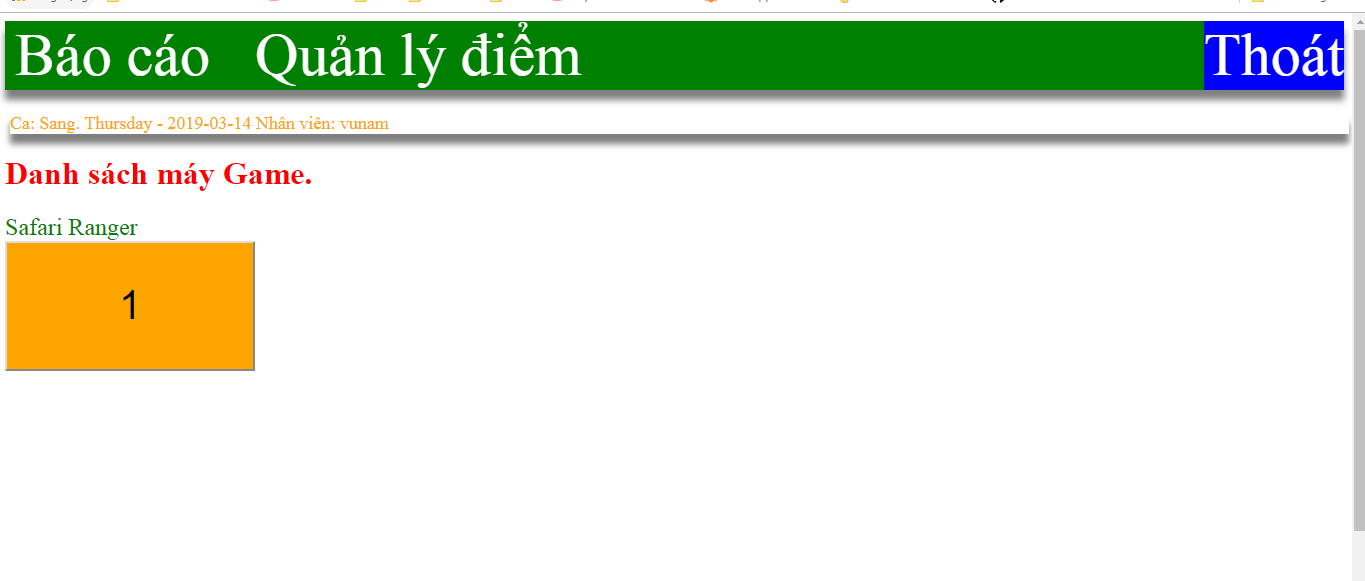 Báo cáo Quản lý điểm Thoát
Ca: Sang. Thursday - 2019-03-14 Nhân viên: vunam
Danh sách máy Game.
Safari Ranger
1